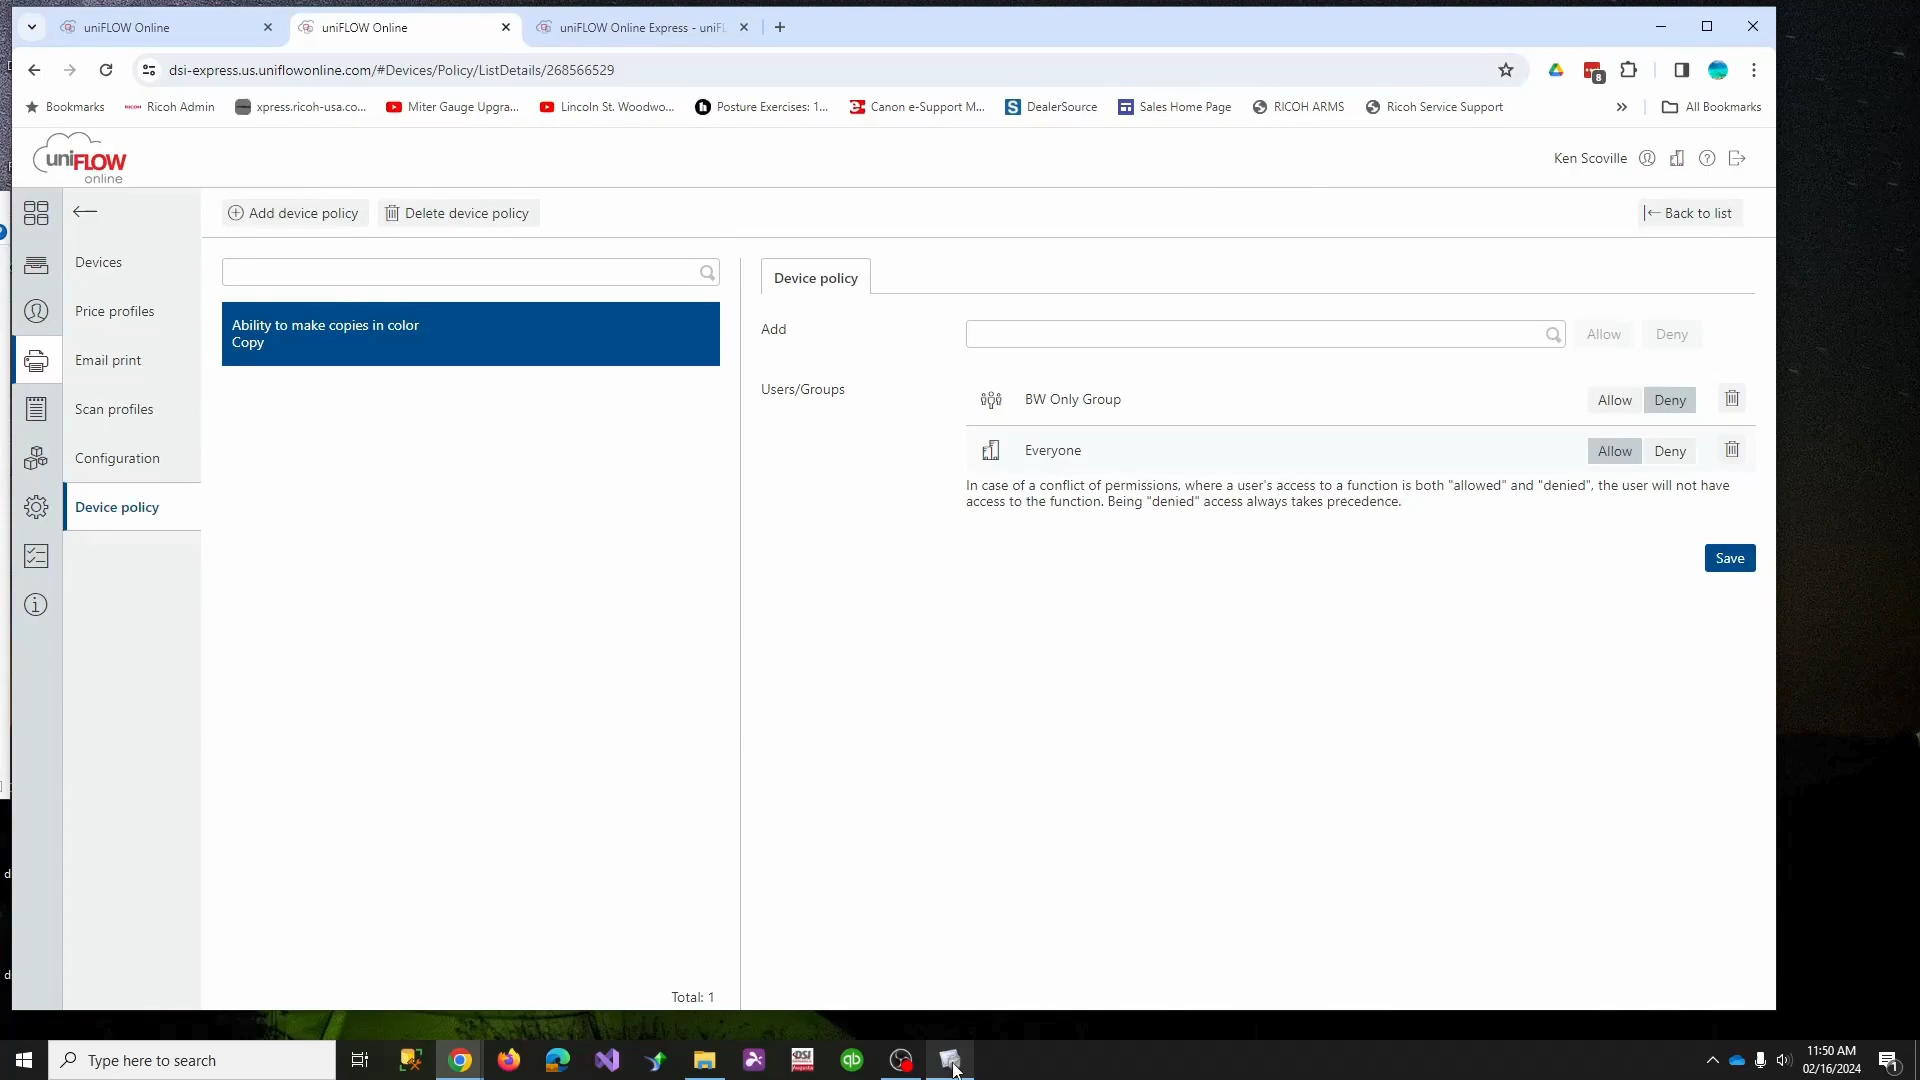 uniFLOW Online
uniFLOW Online
uniFLOW Online Express - uniF
dsi-express.us.uniflowonline.com/#Devices/Policy/ListDetails/268566529
Bookmarks
Ricoh Admin
xpress.ricoh-usa.co...
Miter Gauge Upgra...
Lincoln St. Woodwo...
Posture Exercises: 1...
Canon e-Support M...
DealerSource
Sales Home Page
RICOH ARMS
Ricoh Service Support
All Bookmarks
8
uniFLOW
online
Ken Scoville
Add device policy
Delete device policy
Back to list
Devices
Price profiles
Email print
Scan profiles
Configuration
Device policy
Ability to make copies in color
Copy
Total: 1
Device policy
Add
Allow
Deny
Users/Groups
BW Only Group
Allow
Deny
Everyone
Allow
Deny
In case of a conflict of permissions, where a user's access to a function is both "allowed" and "denied", the user will not have
access to the function. Being "denied" access always takes precedence.
Save
Type here to search
DSI
qb
11:50 AM
02/16/2024
1